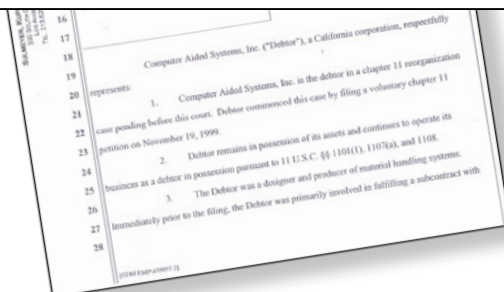 16
17
18 Computer Aided Systems, Inc. ("Debtor"), a California corporation, respectfully
19
20 represents:
21 1. Computer Aided Systems, Inc. is the debtor in a chapter 11 reorganization
22 case pending before this court. Debtor commenced this case by filing a voluntary chapter 11
23 petition on November 19, 1999.
24 2. Debtor remains in possession of its assets and continues to operate its
25 business as a debtor in possession pursuant to 11 U.S.C. §§ 1101(1), 1107(a), and 1108.
26 3. The Debtor was a designer and producer of material handling systems.
27 Immediately prior to the filing, the Debtor was primarily involved in fulfilling a subcontract with
28